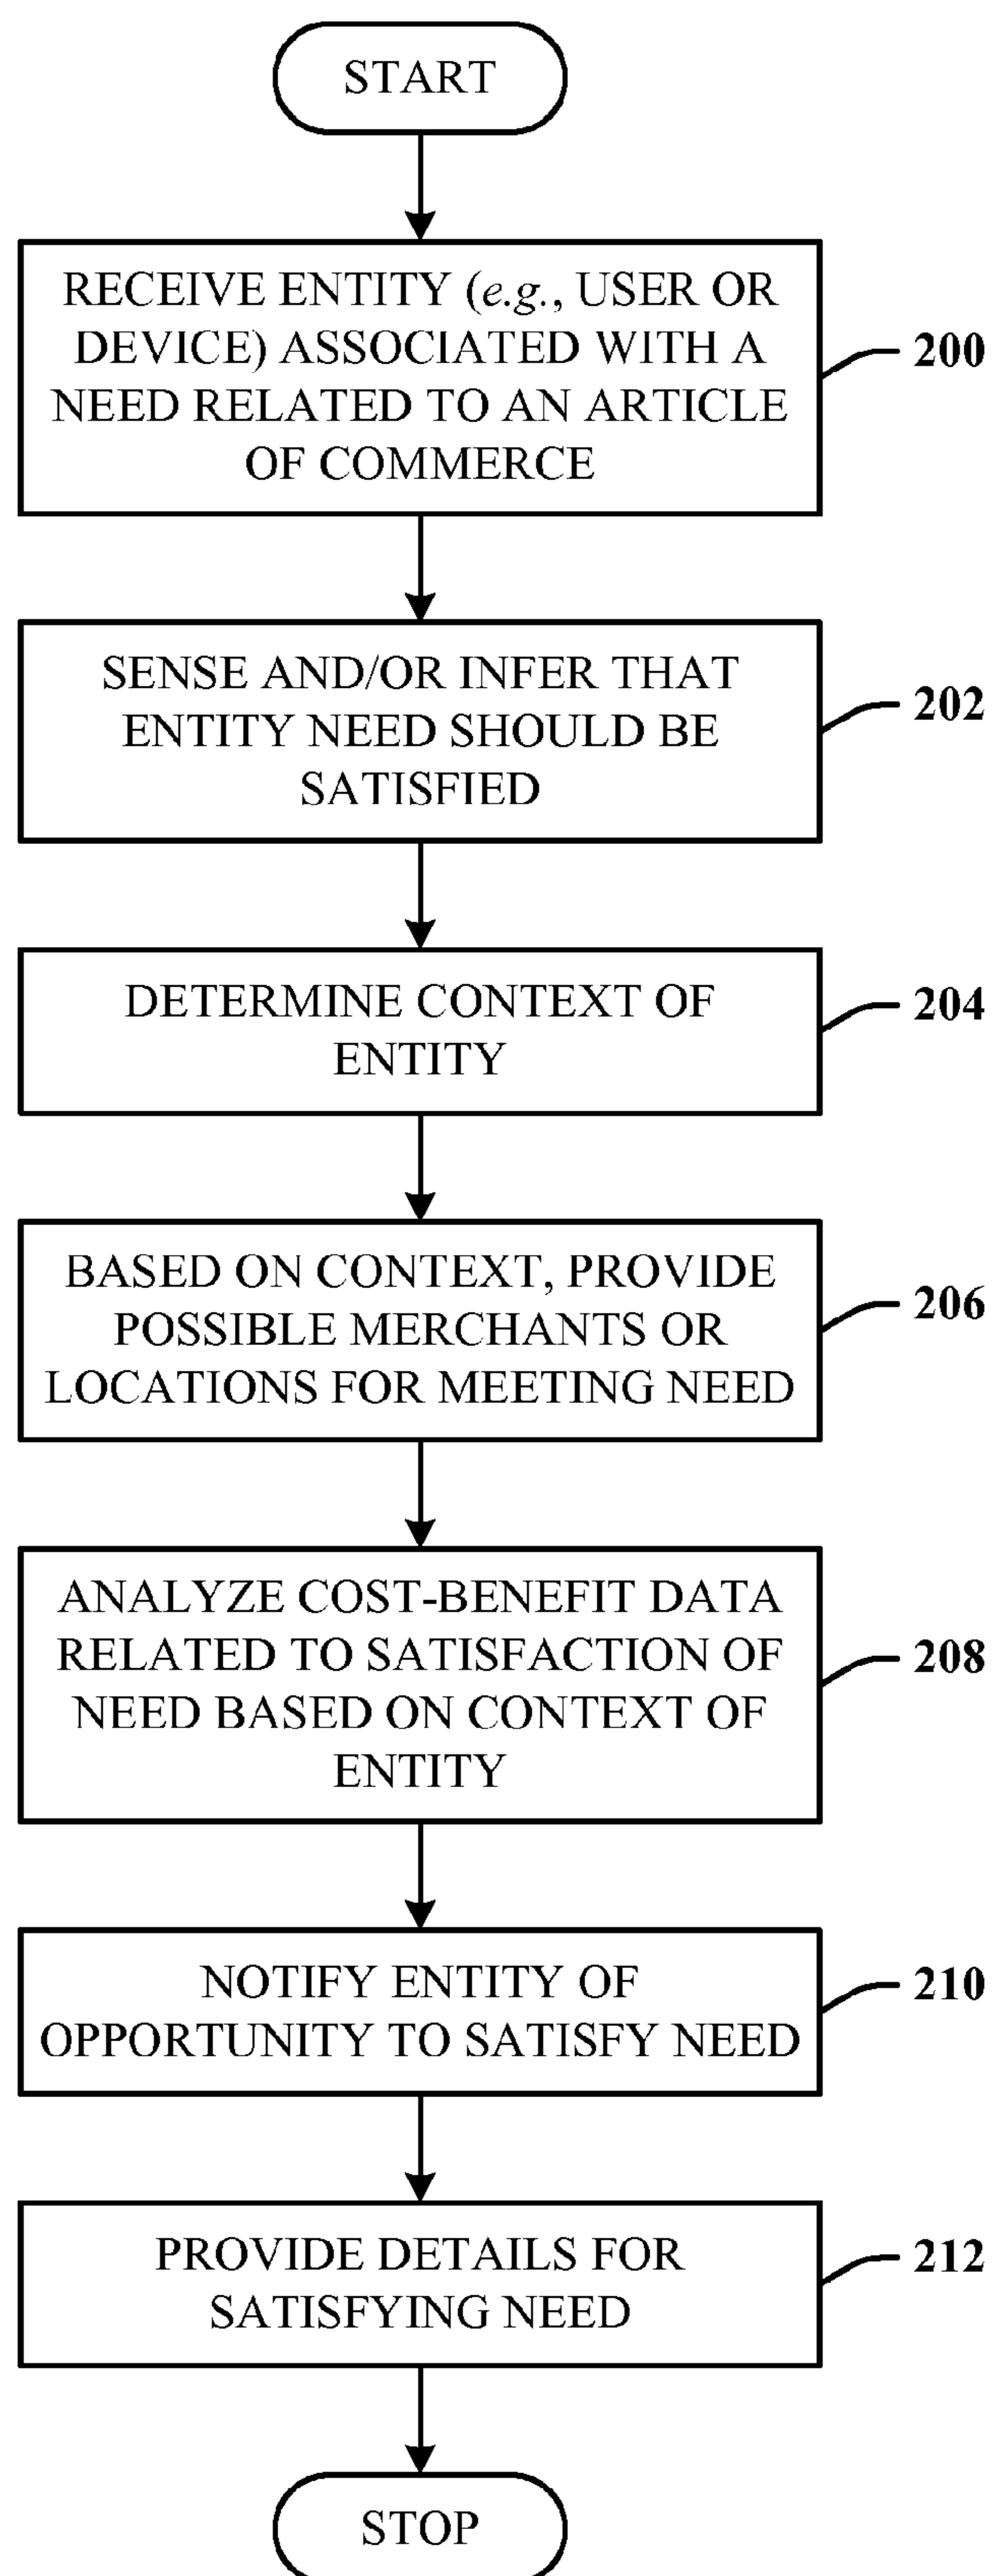 START
RECEIVE ENTITY (e.g., USER OR
DEVICE) ASSOCIATED WITH A
NEED RELATED TO AN ARTICLE
OF COMMERCE
200
SENSE AND/OR INFER THAT
ENTITY NEED SHOULD BE
SATISFIED
202
DETERMINE CONTEXT OF
ENTITY
204
BASED ON CONTEXT, PROVIDE
POSSIBLE MERCHANTS OR
LOCATIONS FOR MEETING NEED
206
ANALYZE COST-BENEFIT DATA
RELATED TO SATISFACTION OF
NEED BASED ON CONTEXT OF
ENTITY
208
NOTIFY ENTITY OF
OPPORTUNITY TO SATISFY NEED
210
PROVIDE DETAILS FOR
SATISFYING NEED
212
STOP